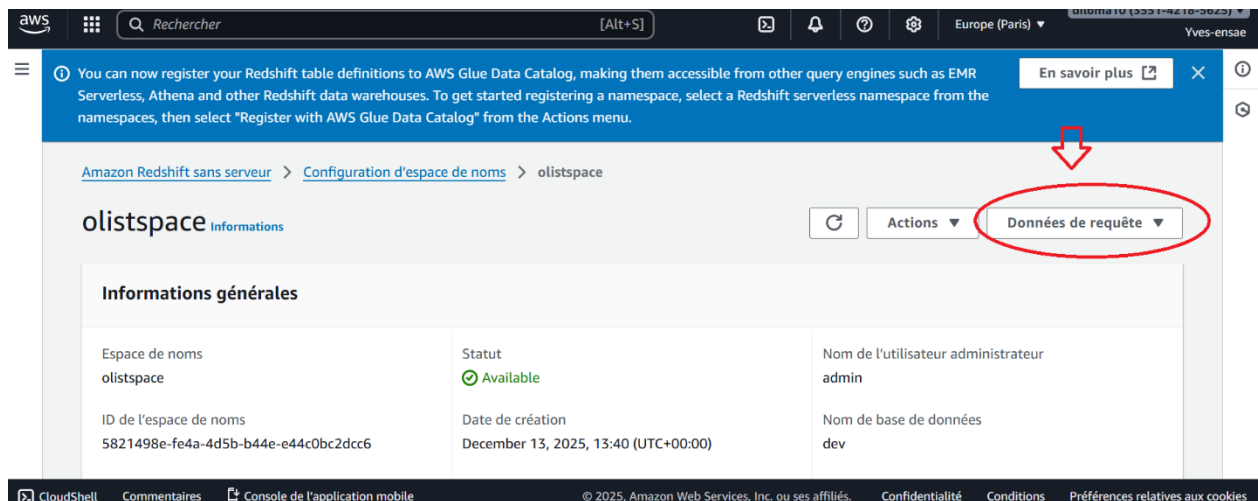 aws
Rechercher [Alt+S]
Europe (Paris)
Yves-ensae
You can now register your Redshift table definitions to AWS Glue Data Catalog, making them accessible from other query engines such as EMR
Serverless, Athena and other Redshift data warehouses. To get started registering a namespace, select a Redshift serverless namespace from the
namespaces, then select "Register with AWS Glue Data Catalog" from the Actions menu.
En savoir plus
Amazon Redshift sans serveur > Configuration d'espace de noms > olistspace
olistspace Informations
Actions
Données de requête
Informations générales
Espace de noms
olistspace
Statut
Available
Nom de l'utilisateur administrateur
admin
ID de l'espace de noms
5821498e-fe4a-4d5b-b44e-e44c0bc2dcc6
Date de création
December 13, 2025, 13:40 (UTC+00:00)
Nom de base de données
dev
CloudShell Commentaires Console de l'application mobile © 2025, Amazon Web Services, Inc. ou ses affiliés. Confidentialité Conditions Préférences relatives aux cookies